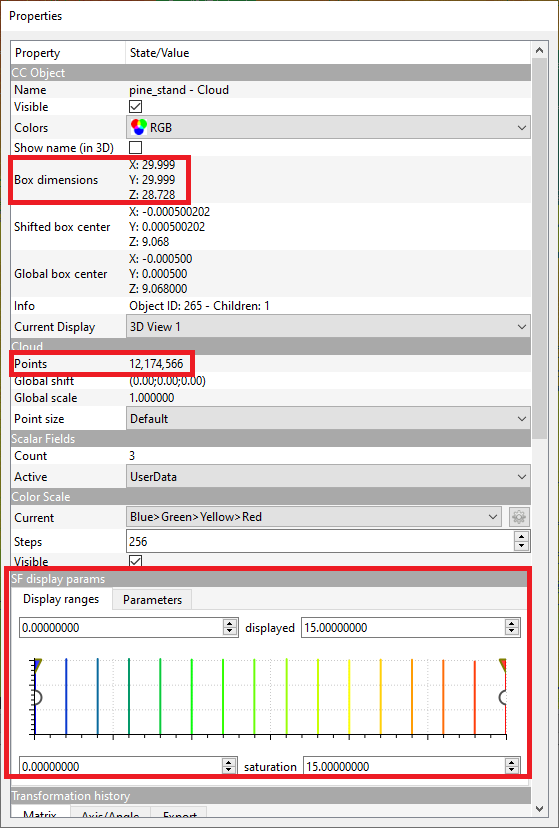 Properties
Property State/Value
CC Object
Name pine_stand - Cloud
Visible
Colors RGB
Show name (in 3D)
Box dimensions X: 29.999
Y: 29.999
Z: 28.728
Shifted box center X: -0.000500202
Y: 0.000500202
Z: 9.068
Global box center X: -0.000500
Y: 0.000500
Z: 9.068000
Info Object ID: 265 - Children: 1
Current Display 3D View 1
Cloud
Points 12,174,566
Global shift (0.00;0.00;0.00)
Global scale 1.000000
Point size Default
Scalar Fields
Count 3
Active UserData
Color Scale
Current Blue>Green>Yellow>Red
Steps 256
Visible
SF display params
Display ranges Parameters
0.00000000 displayed 15.00000000
0.00000000 saturation 15.00000000
Transformation history
Matrix Axis/Angle Export